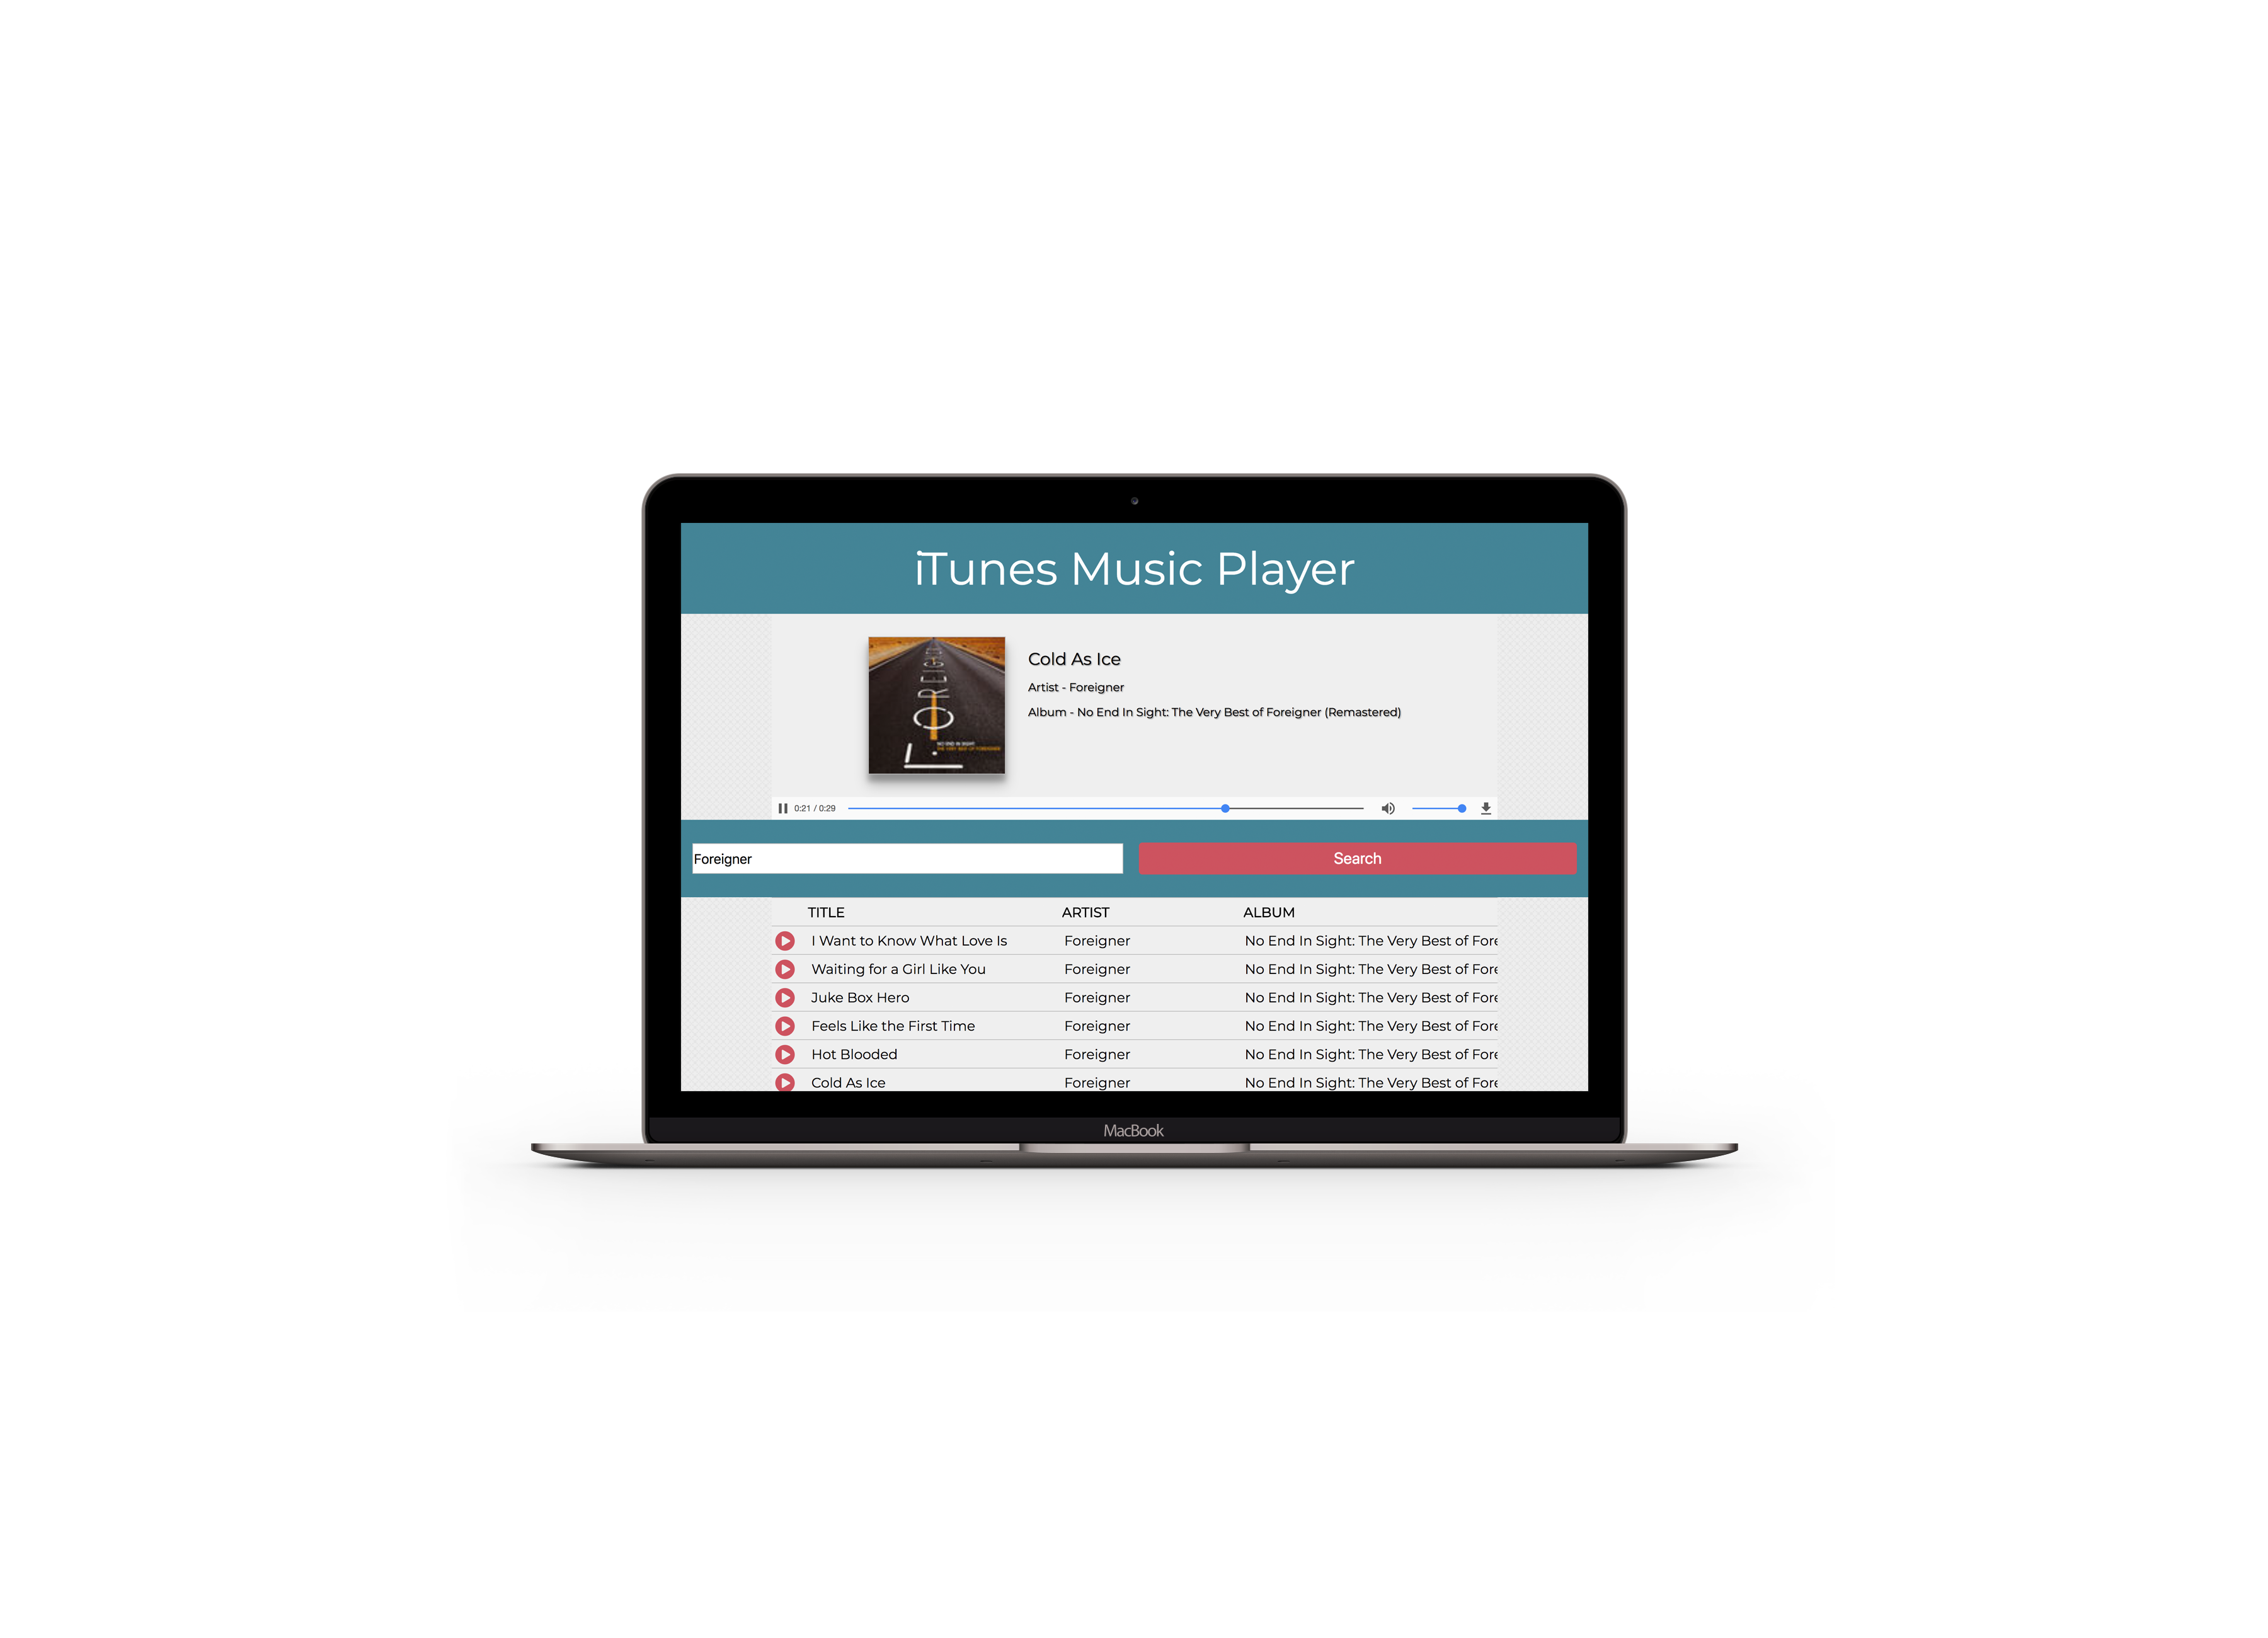 iTunes Music Player
FOREIGNER
NO END IN SIGHT:
THE VERY BEST OF FOREIGNER
Cold As Ice
Artist - Foreigner
Album - No End In Sight: The Very Best of Foreigner (Remastered)
0:21 / 0:29
Foreigner
Search
TITLE ARTIST ALBUM
I Want to Know What Love Is Foreigner No End In Sight: The Very Best of Fore
Waiting for a Girl Like You Foreigner No End In Sight: The Very Best of Fore
Juke Box Hero Foreigner No End In Sight: The Very Best of Fore
Feels Like the First Time Foreigner No End In Sight: The Very Best of Fore
Hot Blooded Foreigner No End In Sight: The Very Best of Fore
Cold As Ice Foreigner No End In Sight: The Very Best of Fore
MacBook